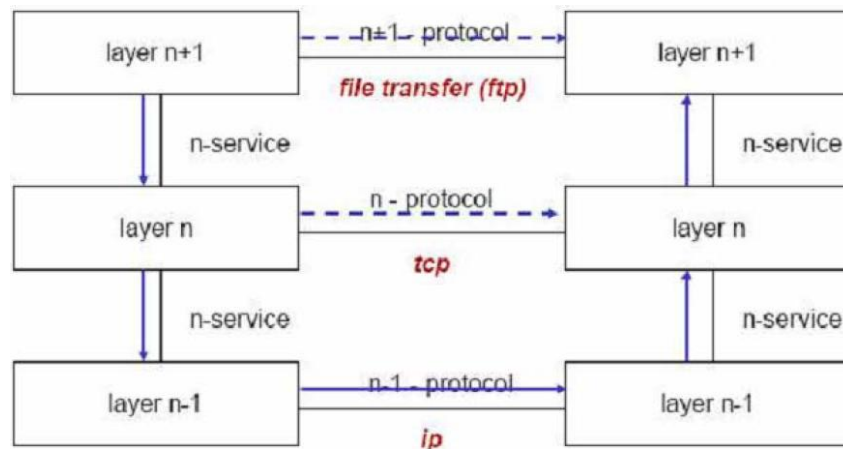 layer n+1
n+1 - protocol
layer n+1
file transfer (ftp)
n-service
n-service
layer n
n - protocol
layer n
tcp
n-service
n-service
layer n-1
n-1 - protocol
layer n-1
ip